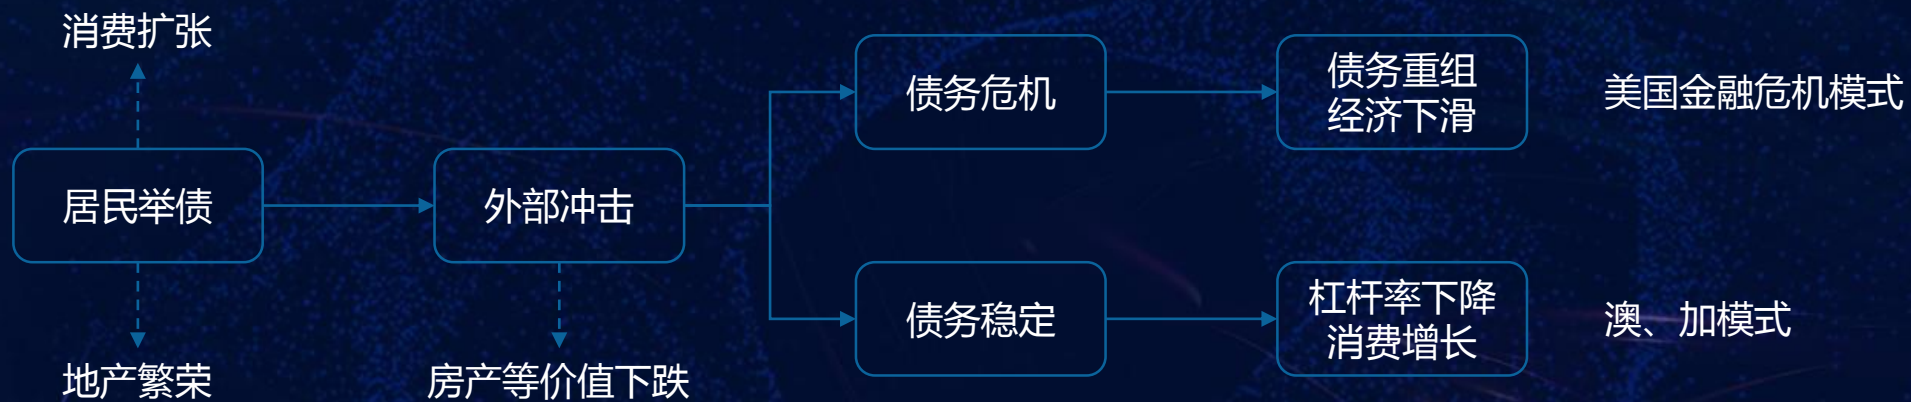 消费扩张
居民举债
地产繁荣
外部冲击
房产等价值下跌
债务危机
债务重组
经济下滑
美国金融危机模式
债务稳定
杠杆率下降
消费增长
澳、加模式